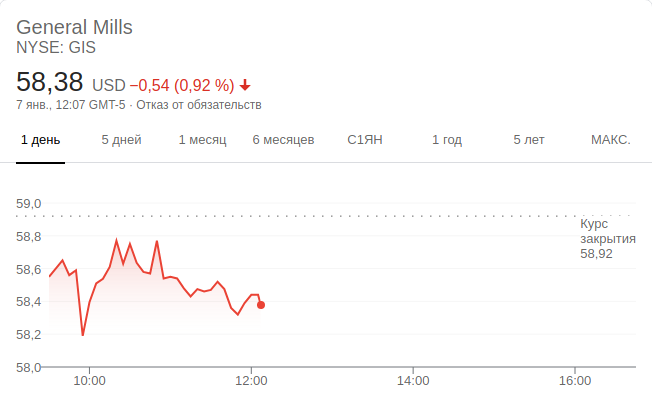 General Mills
NYSE: GIS
58,38 USD −0,54 (0,92 %)
7 янв., 12:07 GMT-5 · Отказ от обязательств
1 день 5 дней 1 месяц 6 месяцев С1ЯН 1 год 5 лет МАКС.
59,0
Курс
закрытия
58,92
58,8
58,6
58,4
58,2
58,0
10:00 12:00 14:00 16:00